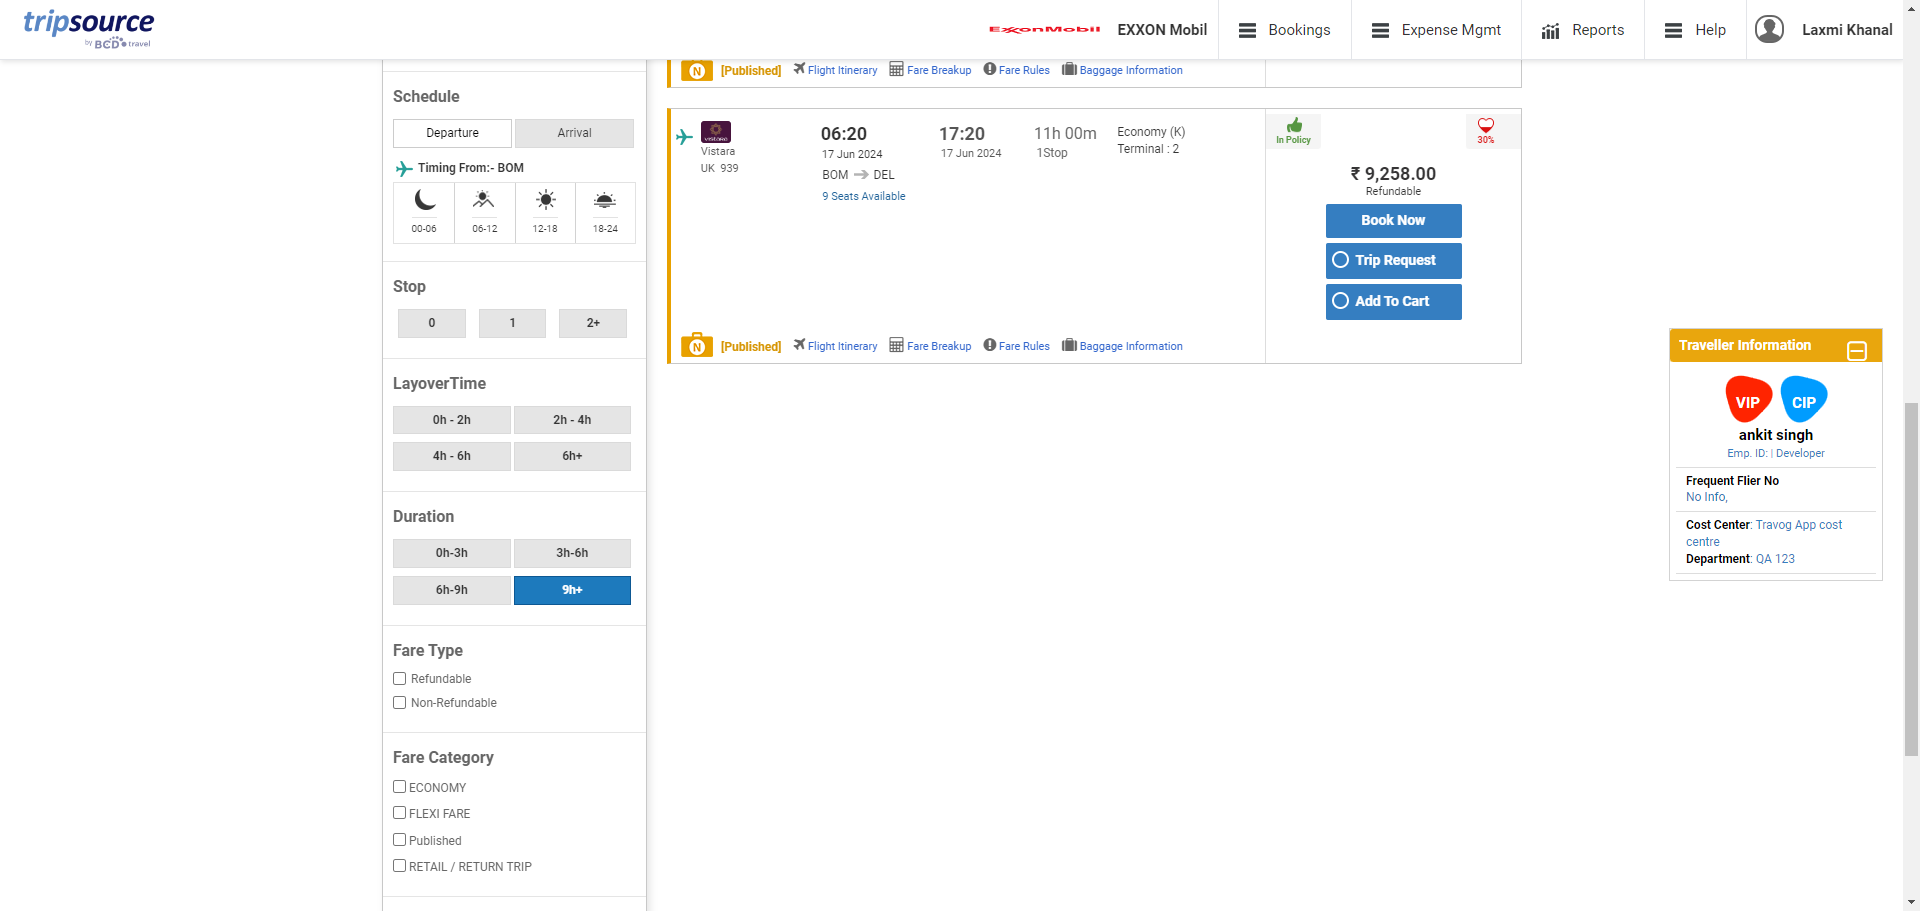 tripsource
by BCD travel
ExxonMobil EXXON Mobil
Bookings
Expense Mgmt
Reports
Help
Laxmi Khanal
Schedule
Departure Arrival
Timing From:- BOM
00-06 06-12 12-18 18-24
Stop
0 1 2+
LayoverTime
0h - 2h 2h - 4h
4h - 6h 6h+
Duration
0h-3h 3h-6h
6h-9h 9h+
Fare Type
Refundable
Non-Refundable
Fare Category
ECONOMY
FLEXI FARE
Published
RETAIL / RETURN TRIP
N [Published] Flight Itinerary Fare Breakup Fare Rules Baggage Information
VISTARA
Vistara
UK 939
06:20
17 Jun 2024
BOM DEL
9 Seats Available
17:20
17 Jun 2024
11h 00m
1Stop
Economy (K)
Terminal : 2
In Policy
30%
₹ 9,258.00
Refundable
Book Now
Trip Request
Add To Cart
N [Published] Flight Itinerary Fare Breakup Fare Rules Baggage Information
Traveller Information
VIP CIP
ankit singh
Emp. ID: | Developer
Frequent Flier No
No Info,
Cost Center: Travog App cost
centre
Department: QA 123